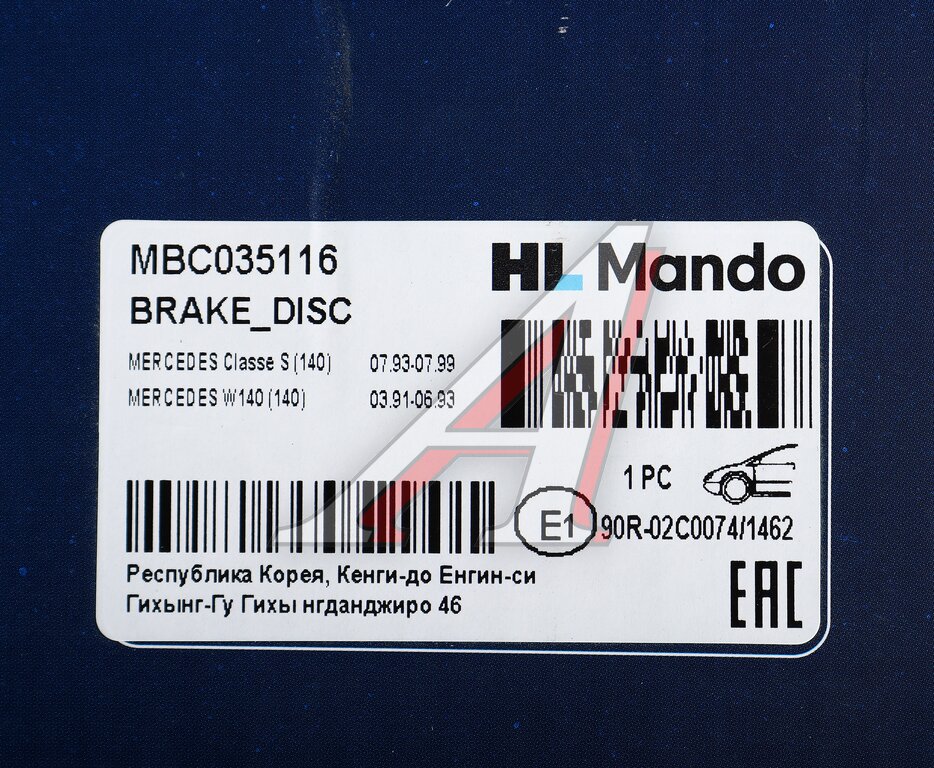 MBC035116
HL Mando
BRAKE_DISC
MERCEDES Classe S (140) 07.93-07.99
MERCEDES W140 (140) 03.91-06.93
1 PC
E1 90R-02C0074/1462
Республика Корея, Кенги-до Енгин-си
Гихынг-Гу Гихы нгданджиро 46
EAC